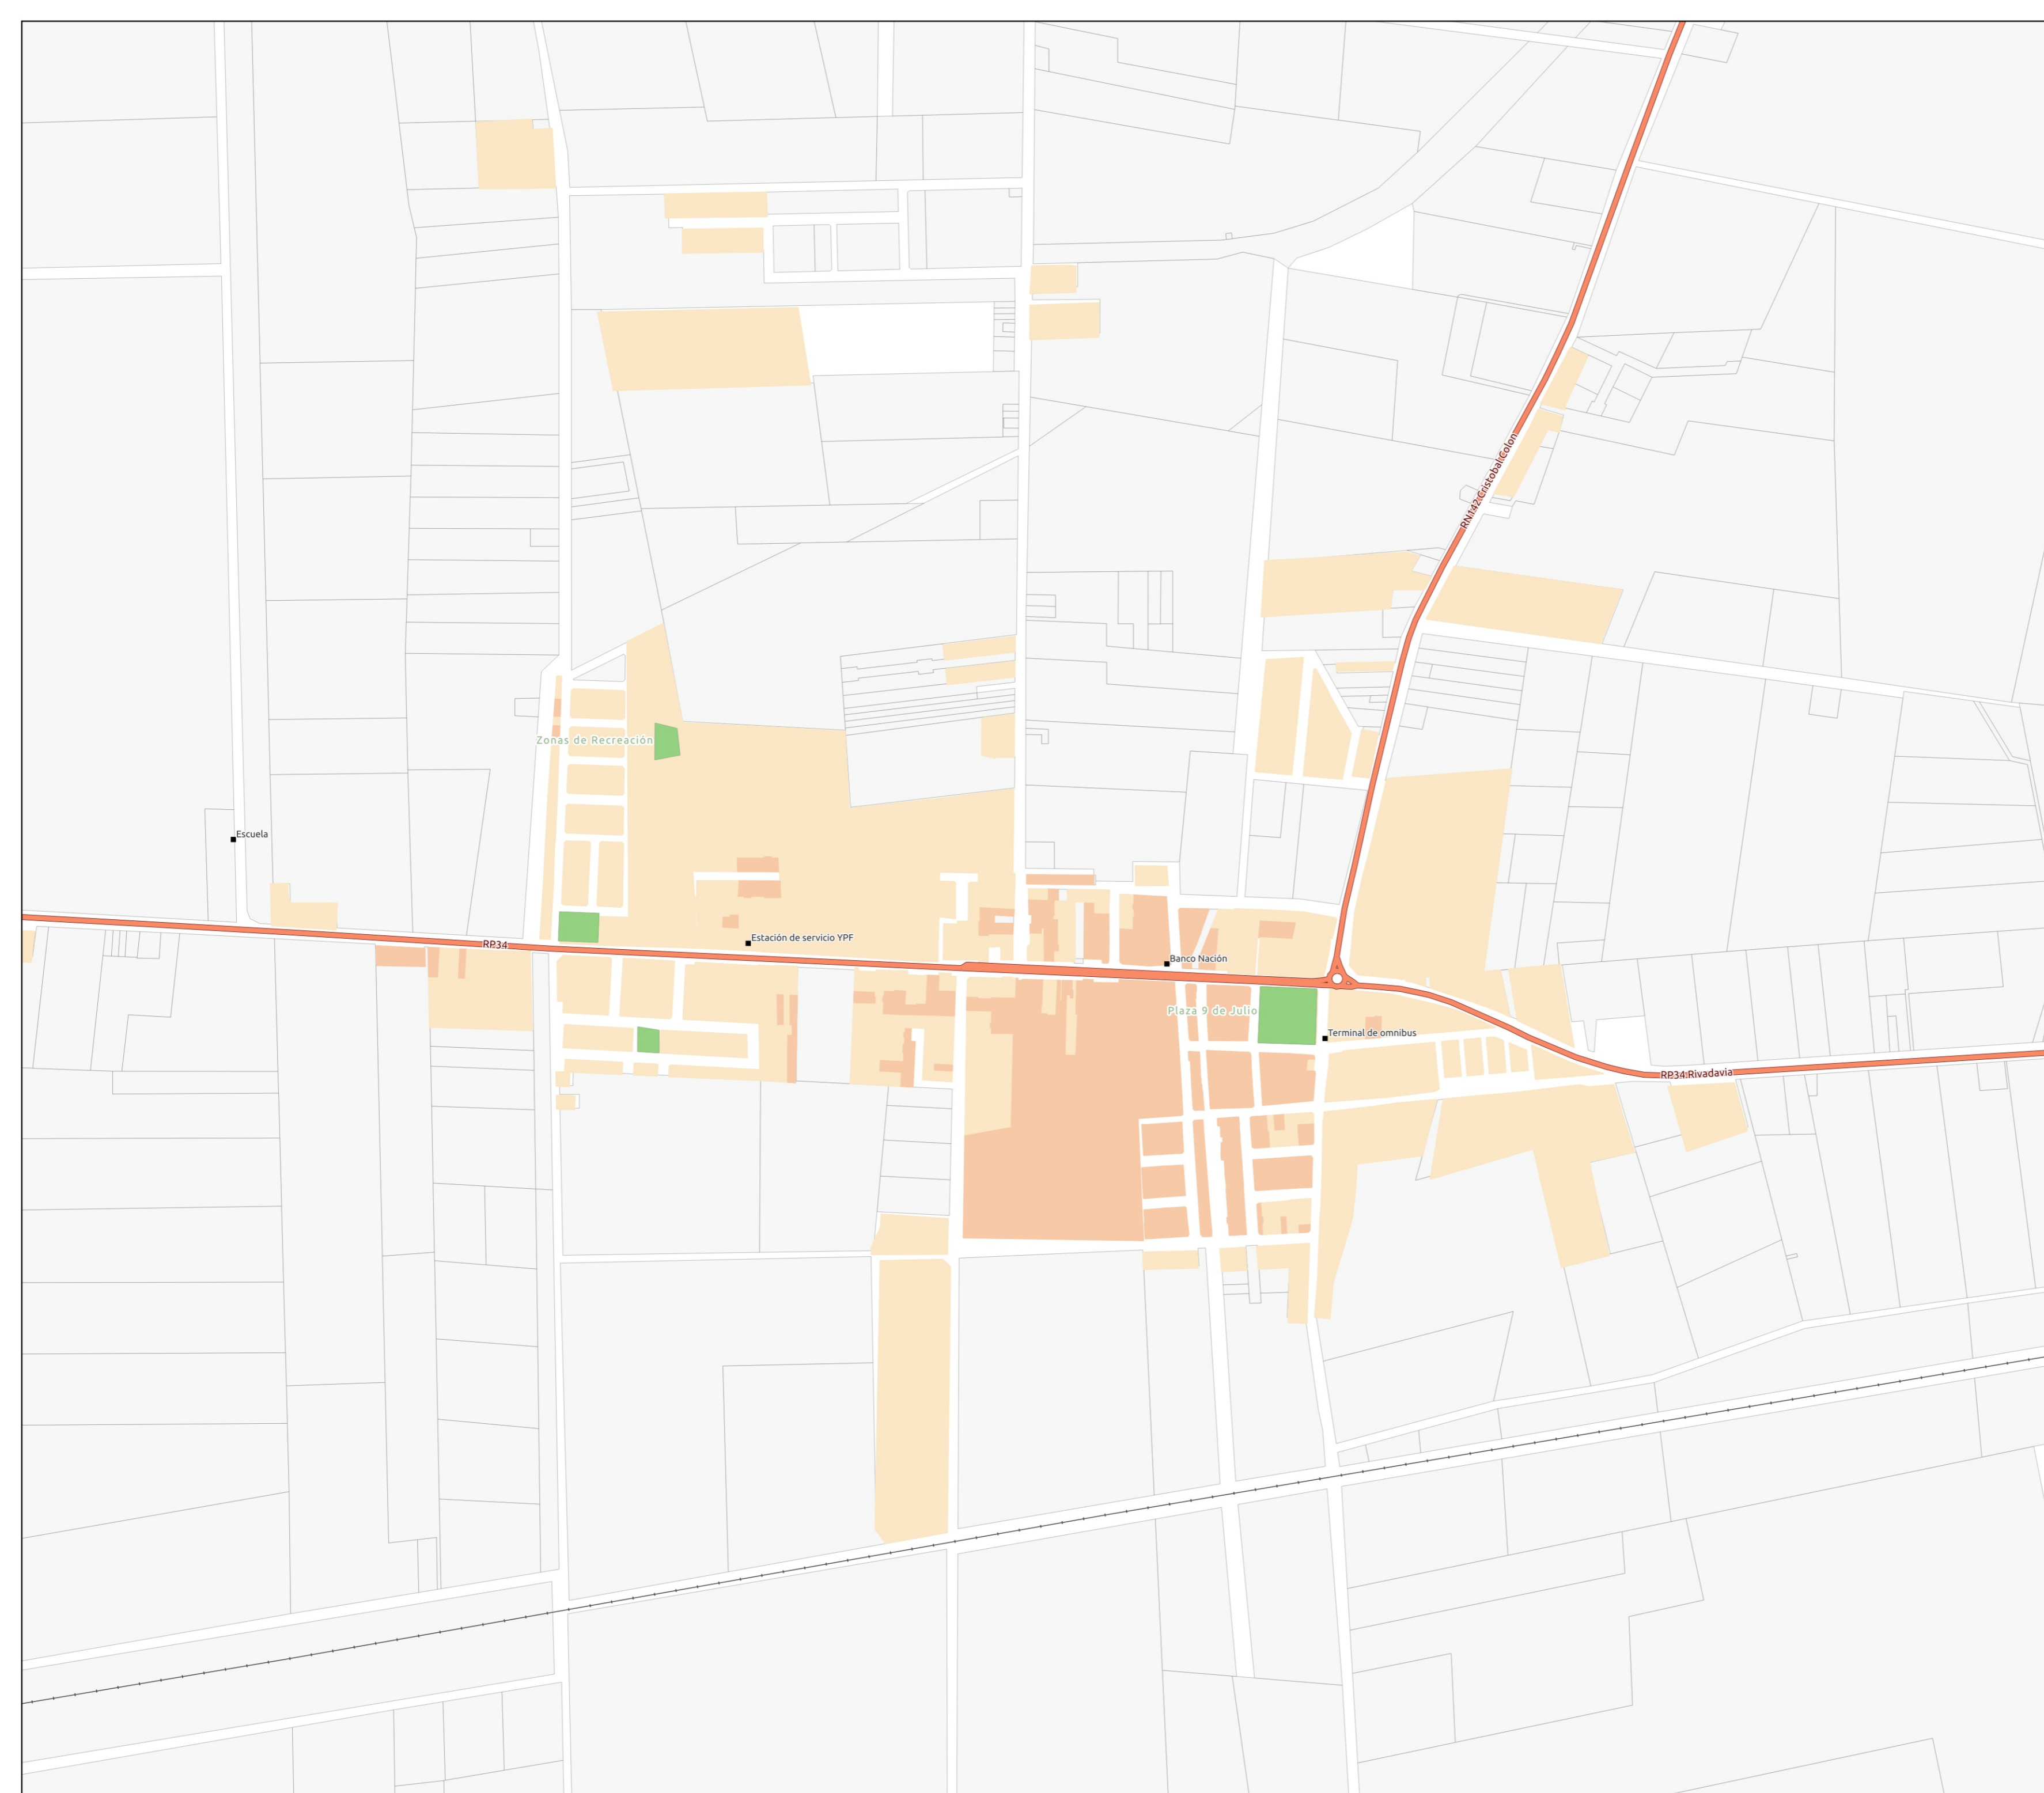 RN142 Cristobal Colon
Zonas de Recreación
Escuela
Estación de servicio YPF
RP34
Banco Nación
Plaza 9 de Julio
Terminal de omnibus
RP34 Rivadavia